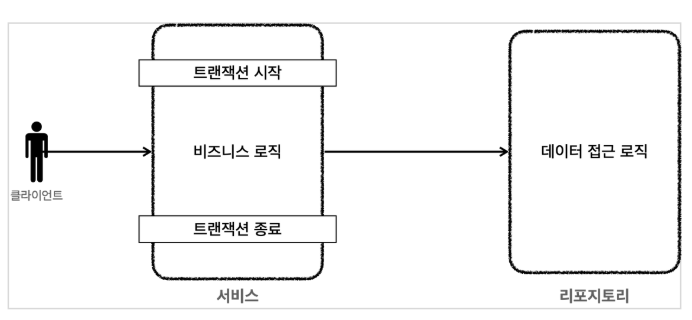 트랜잭션 시작
비즈니스 로직
데이터 접근 로직
클라이언트
트랜잭션 종료
서비스
리포지토리